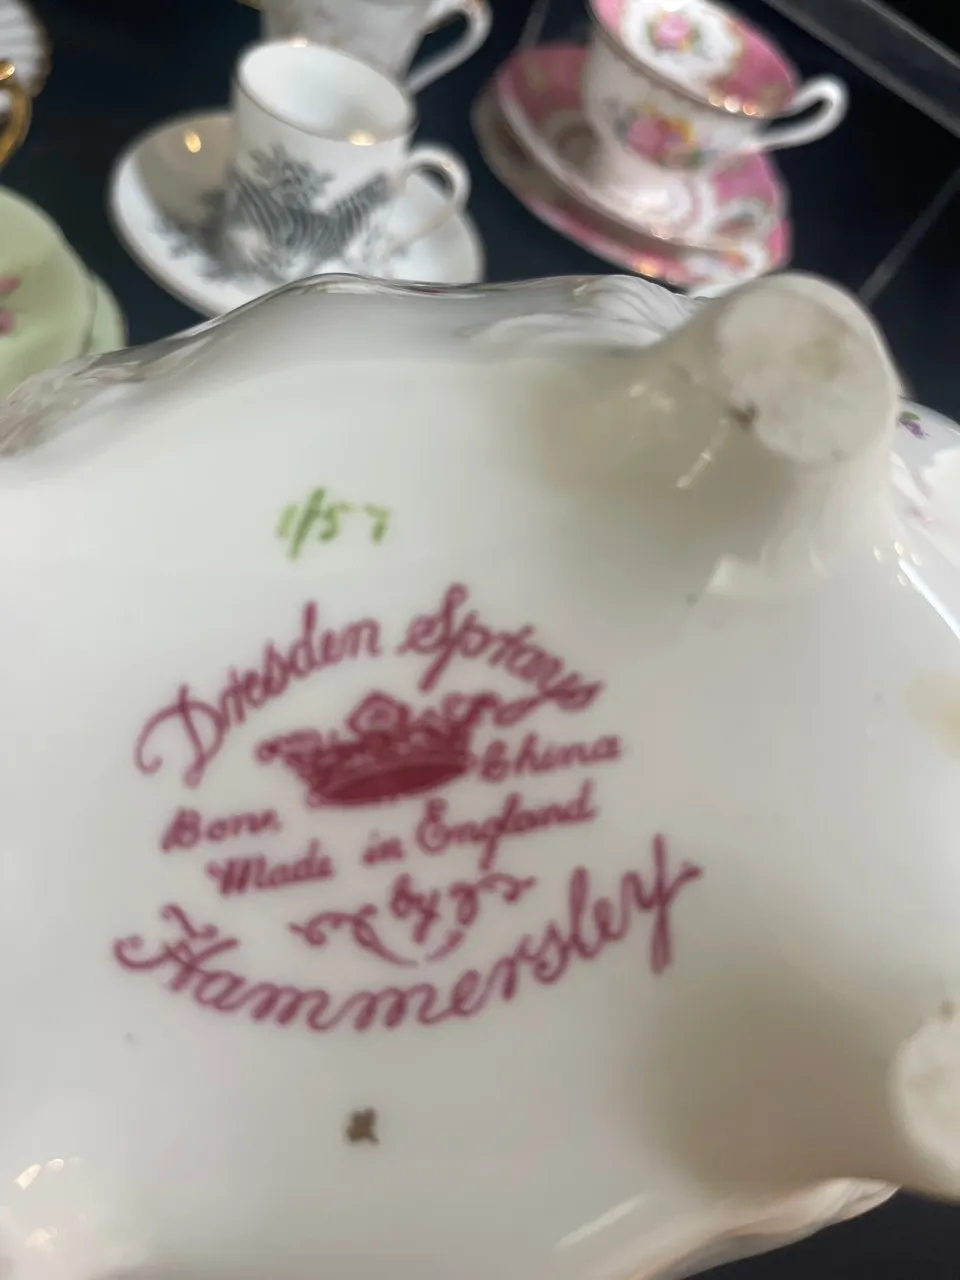 1/57
Dresden Sprays
Bone China
Made in England
by
Hammersley